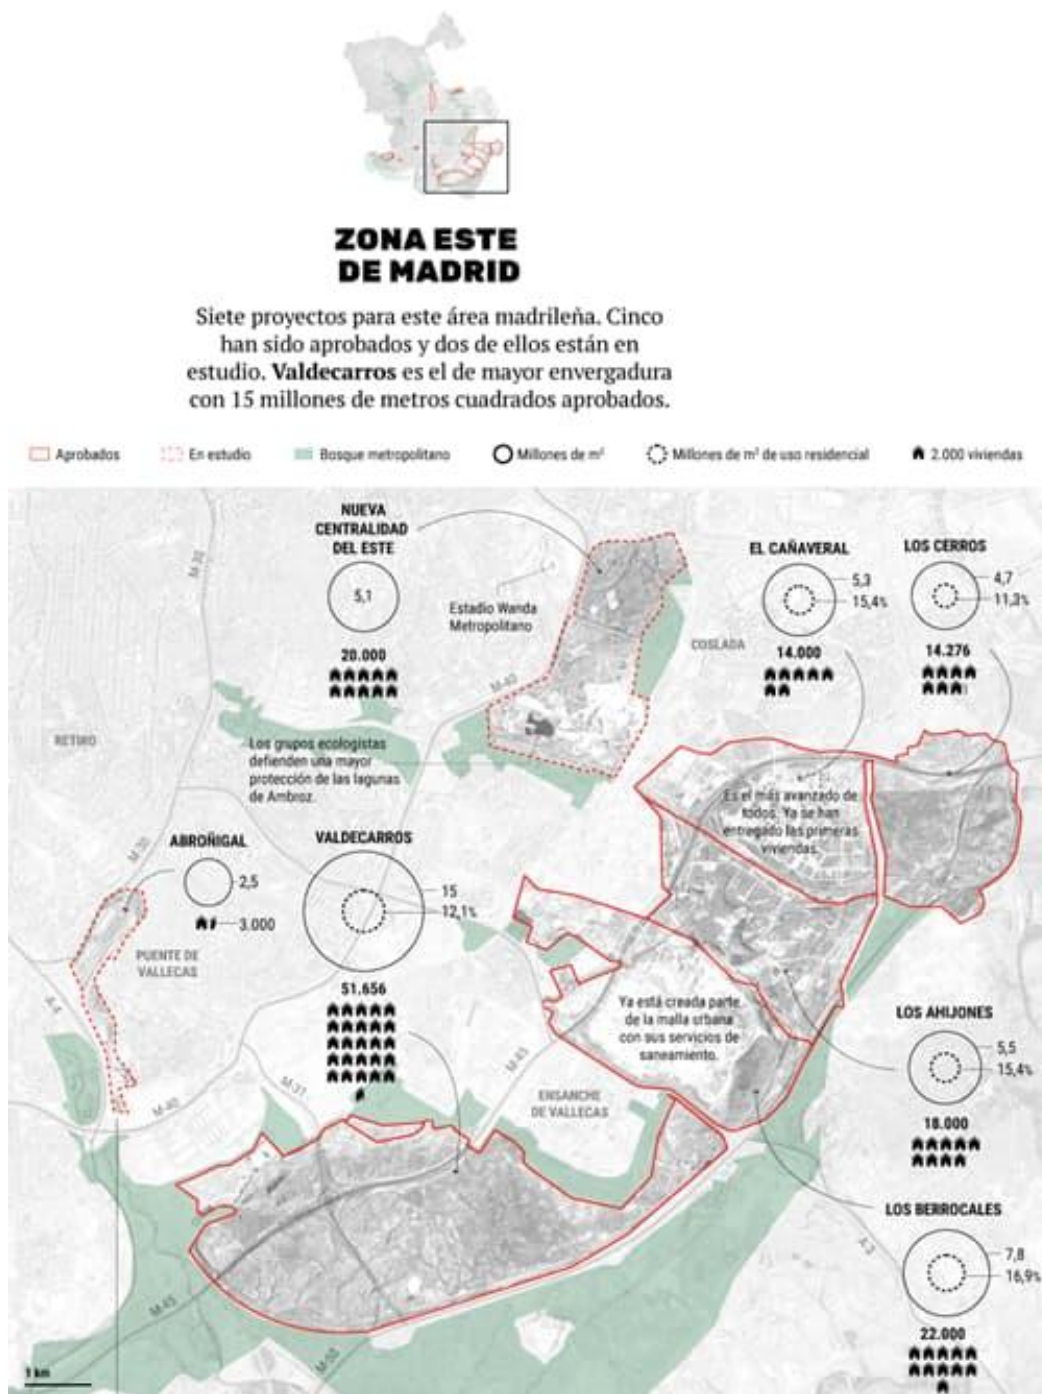 ZONA ESTE
DE MADRID
Siete proyectos para este área madrileña. Cinco
han sido aprobados y dos de ellos están en
estudio. Valdecarros es el de mayor envergadura
con 15 millones de metros cuadrados aprobados.
Aprobados
En estudio
Bosque metropolitano
Millones de m²
Millones de m² de uso residencial
2.000 viviendas
NUEVA
CENTRALIDAD
DEL ESTE
5,1
20.000
M-30
Estadio Wanda
Metropolitano
EL CAÑAVERAL
5,3
15,4%
14.000
LOS CERROS
4,7
11,3%
14.276
COSLADA
M-40
RETIRO
Los grupos ecologistas
defienden una mayor
protección de las lagunas
de Ambroz.
Es el más avanzado de
todos. Ya se han
entregado las primeras
viviendas.
M-30
ABROÑIGAL
2,5
3.000
VALDECARROS
15
12,1%
51.656
PUENTE DE
VALLECAS
A-4
Ya está creada parte
de la malla urbana
con sus servicios de
saneamiento.
LOS AHIJONES
5,5
15,4%
18.000
M-45
M-31
M-40
ENSANCHE
DE VALLECAS
LOS BERROCALES
7,8
16,9%
22.000
A-3
M-45
M-50
1 km